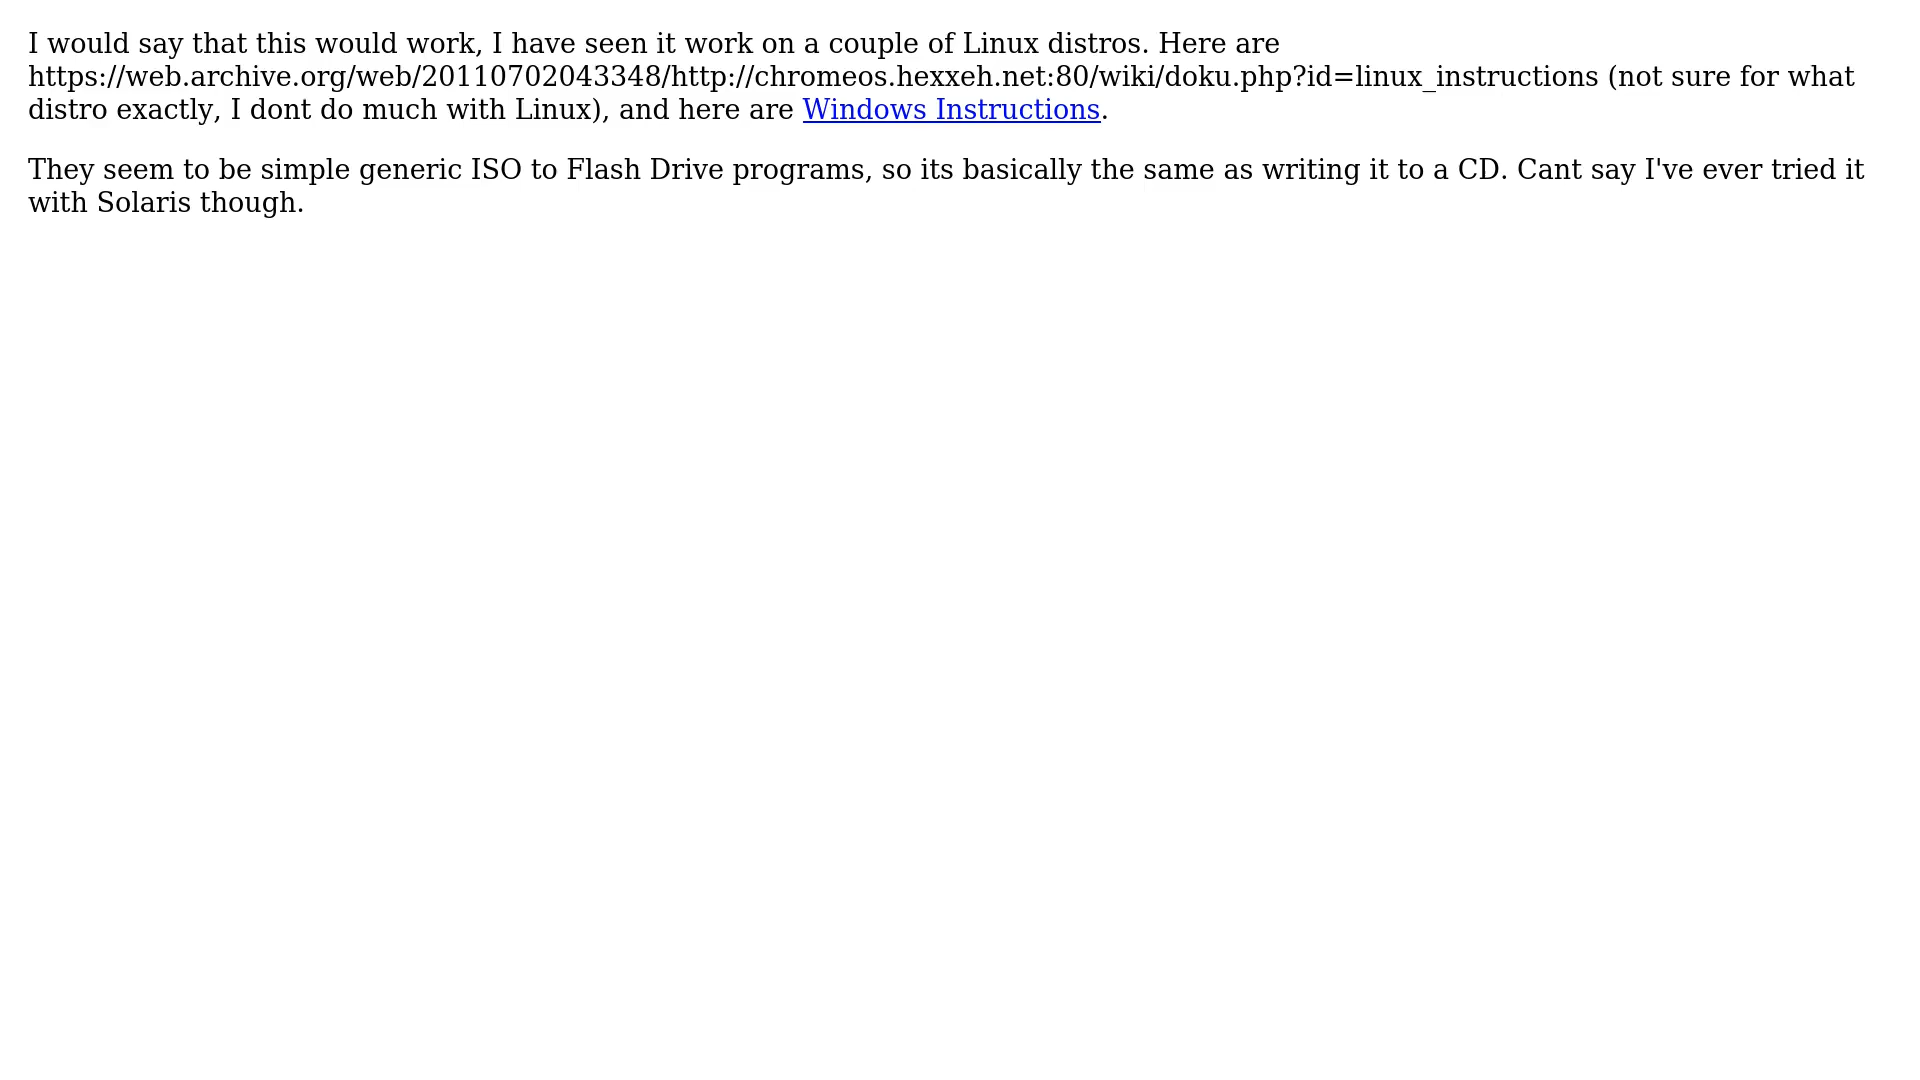 I would say that this would work, I have seen it work on a couple of Linux distros. Here are
https://web.archive.org/web/20110702043348/http://chromeos.hexxeh.net:80/wiki/doku.php?id=linux_instructions (not sure for what
distro exactly, I dont do much with Linux), and here are Windows Instructions.
They seem to be simple generic ISO to Flash Drive programs, so its basically the same as writing it to a CD. Cant say I've ever tried it
with Solaris though.